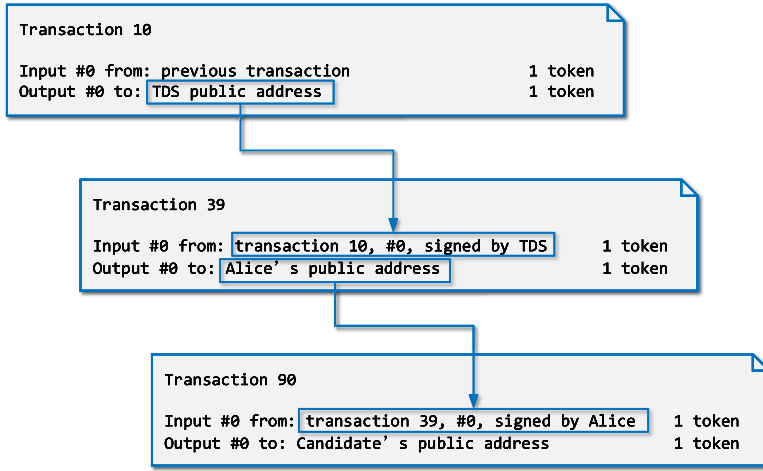 Transaction 10
Input #0 from: previous transaction 1 token
Output #0 to: TDS public address 1 token
Transaction 39
Input #0 from: transaction 10, #0, signed by TDS 1 token
Output #0 to: Alice’s public address 1 token
Transaction 90
Input #0 from: transaction 39, #0, signed by Alice 1 token
Output #0 to: Candidate’s public address 1 token